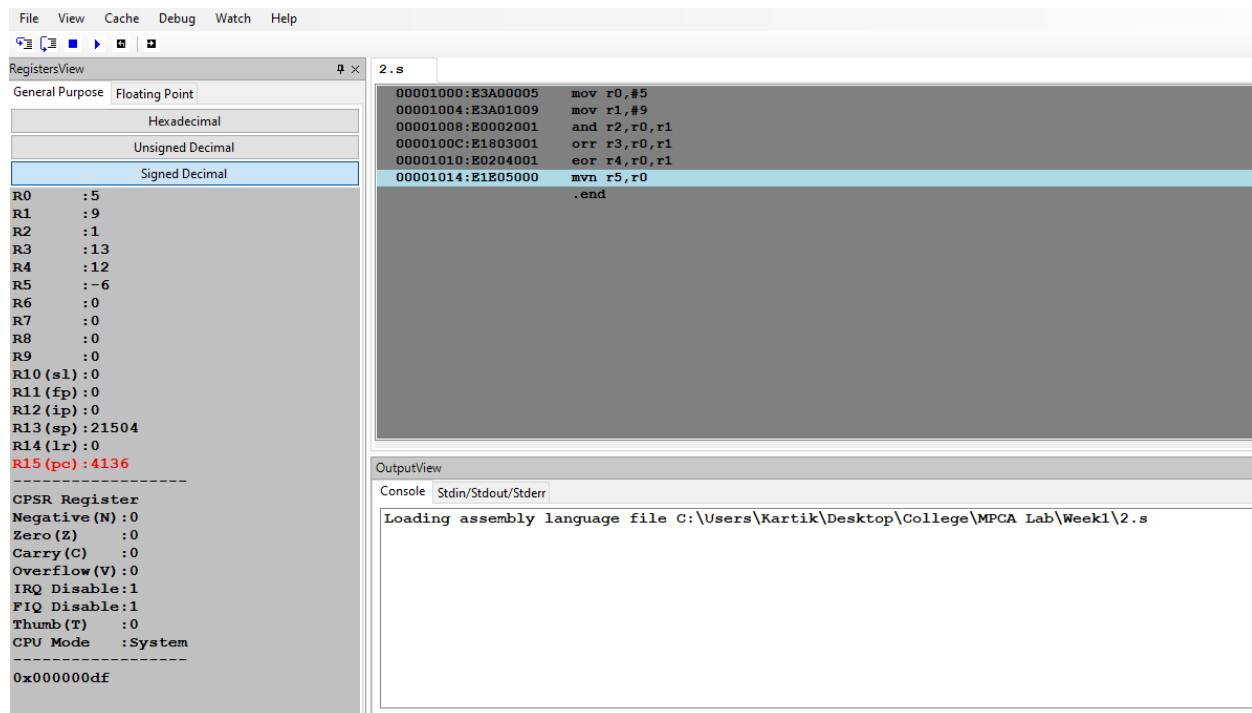 File View Cache Debug Watch Help
RegistersView
General Purpose Floating Point
Hexadecimal
Unsigned Decimal
Signed Decimal
R0 :5
R1 :9
R2 :1
R3 :13
R4 :12
R5 :-6
R6 :0
R7 :0
R8 :0
R9 :0
R10(sl):0
R11(fp):0
R12(ip):0
R13(sp):21504
R14(lr):0
R15(pc):4136
-------------------
CPSR Register
Negative(N):0
Zero(Z) :0
Carry(C) :0
Overflow(V):0
IRQ Disable:1
FIQ Disable:1
Thumb(T) :0
CPU Mode :System
-------------------
0x000000df
2.s
00001000:E3A00005 mov r0,#5
00001004:E3A01009 mov r1,#9
00001008:E0002001 and r2,r0,r1
0000100C:E1803001 orr r3,r0,r1
00001010:E0204001 eor r4,r0,r1
00001014:E1E05000 mvn r5,r0
.end
OutputView
Console Stdin/Stdout/Stderr
Loading assembly language file C:\Users\Kartik\Desktop\College\MPCA Lab\Week1\2.s